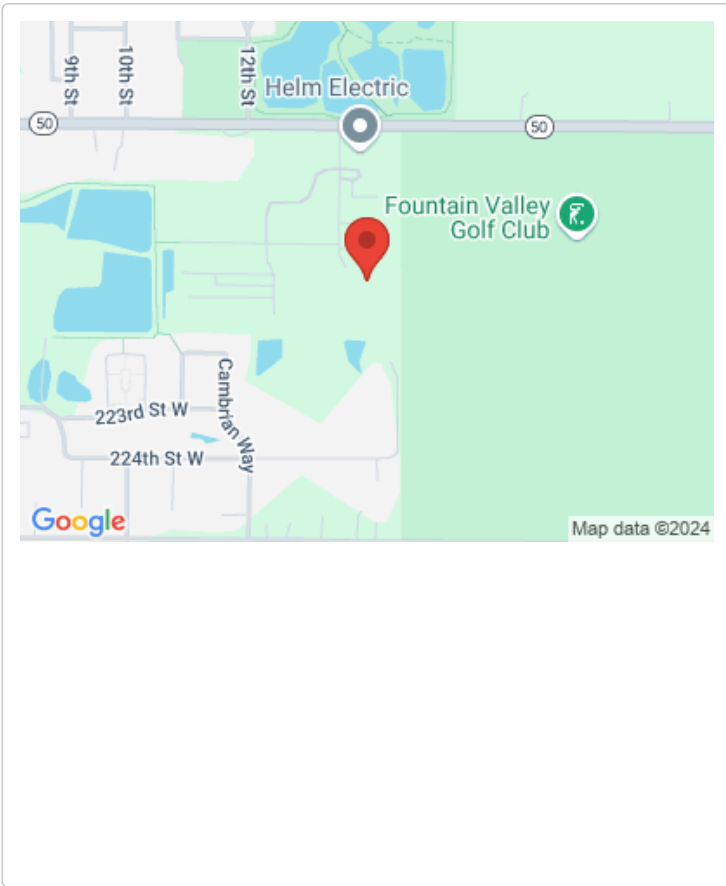 9th St
10th St
12th St
Helm Electric
50
50
Fountain Valley
Golf Club
Cambrian Way
223rd St W
224th St W
Google
Map data ©2024